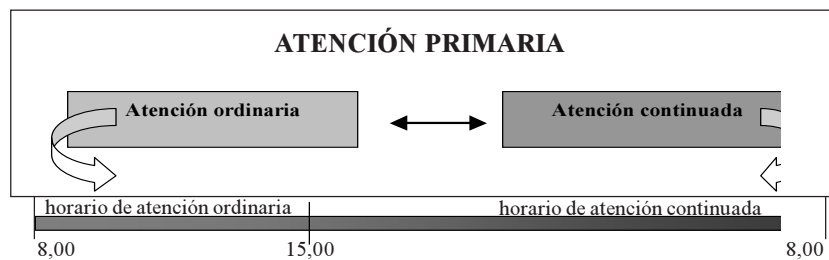 ATENCIÓN PRIMARIA
Atención ordinaria
Atención continuada
horario de atención ordinaria
horario de atención continuada
8,00
15,00
8,00